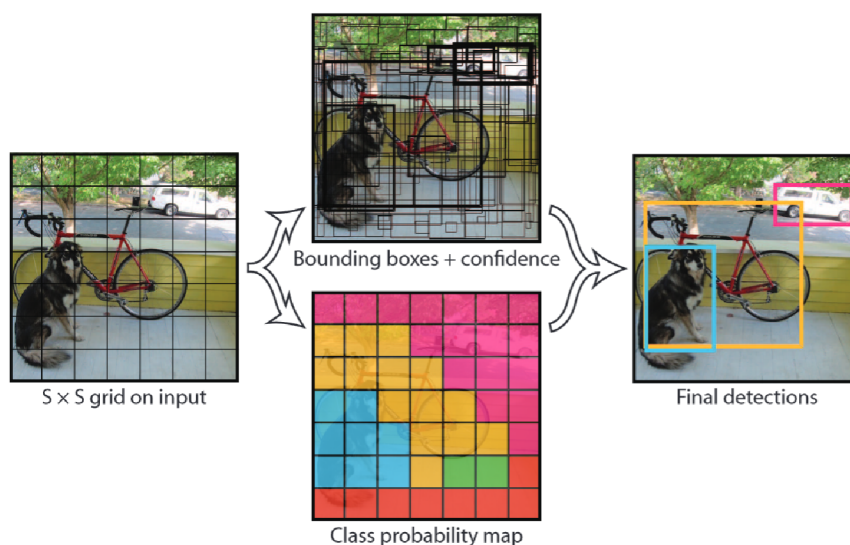 S × S grid on input
Bounding boxes + confidence
Class probability map
Final detections